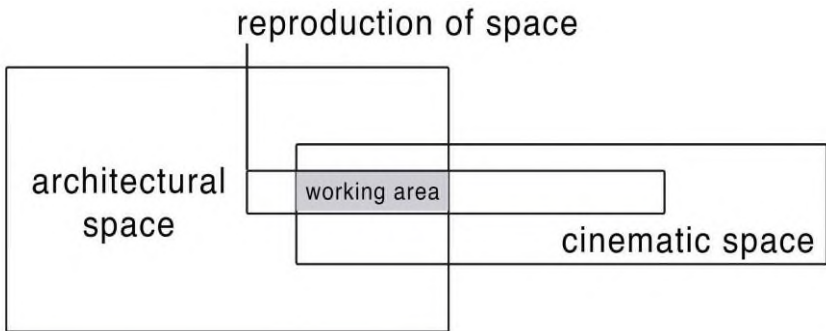 reproduction of space
architectural
space
working area
cinematic space